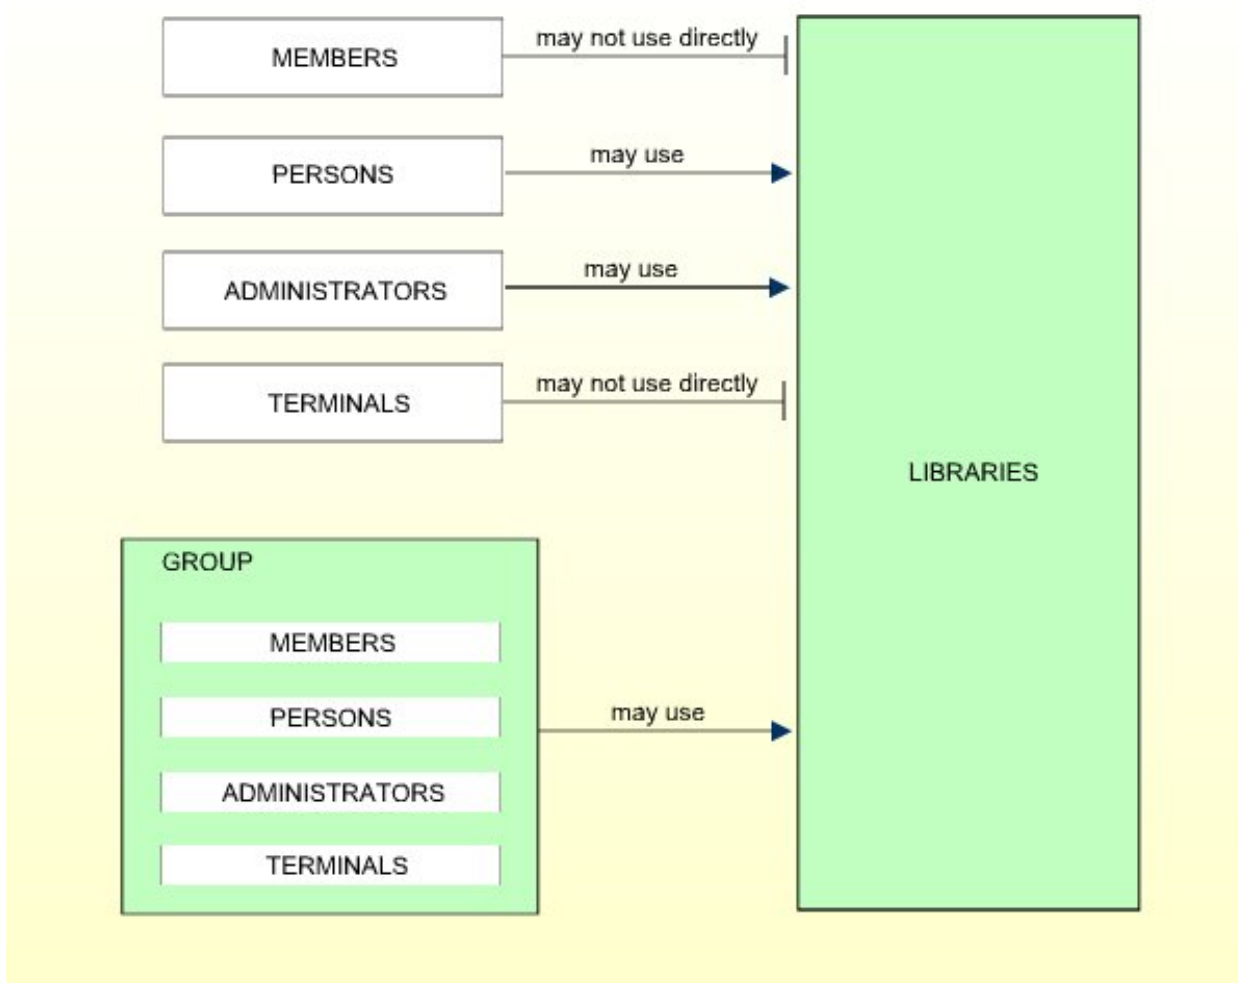 MEMBERS
may not use directly
PERSONS
may use
ADMINISTRATORS
may use
TERMINALS
may not use directly
LIBRARIES
GROUP
MEMBERS
PERSONS
ADMINISTRATORS
TERMINALS
may use